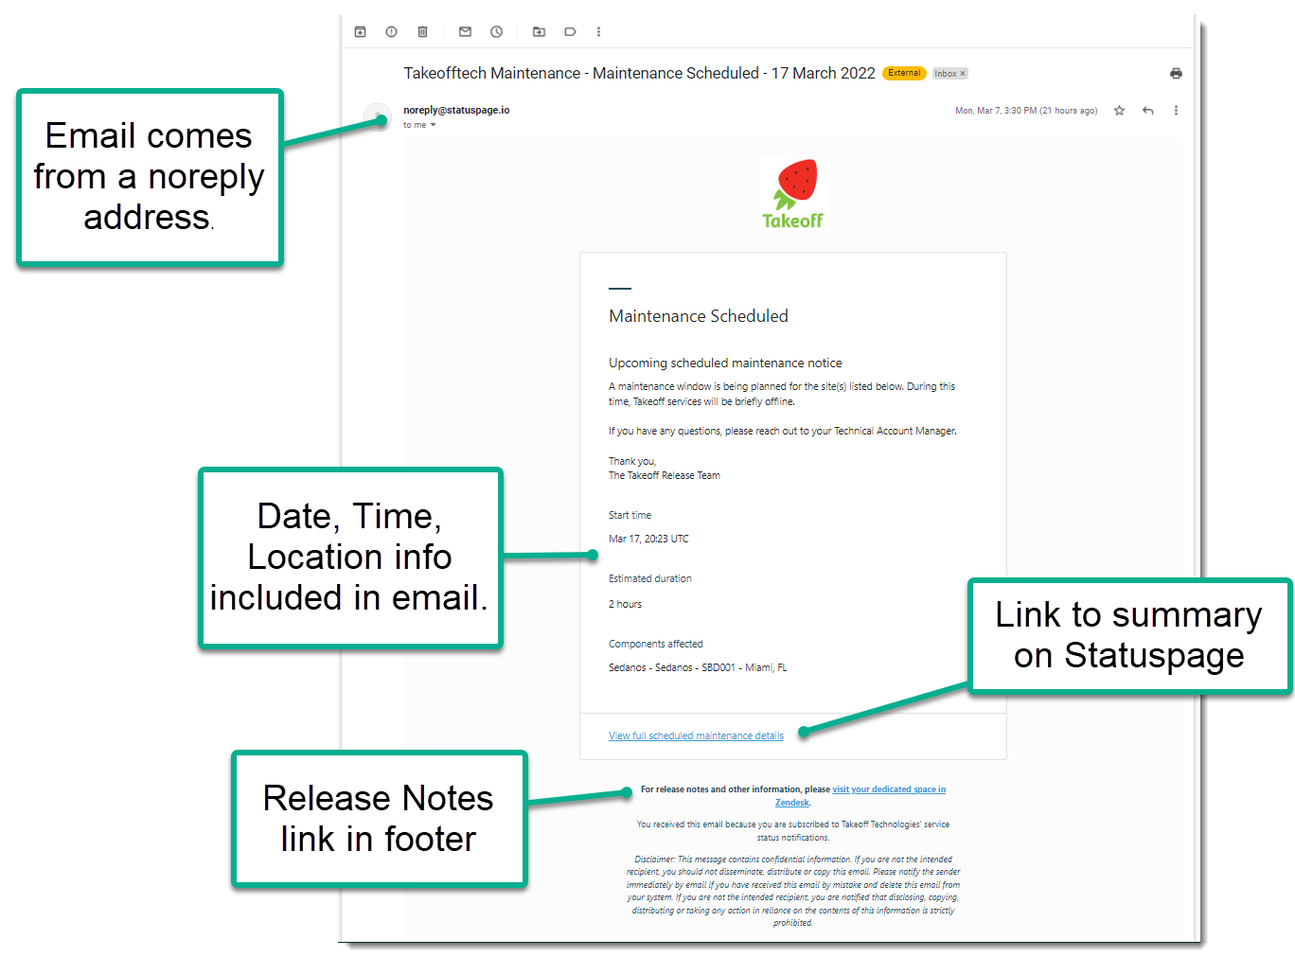 Takeofftech Maintenance - Maintenance Scheduled - 17 March 2022 External Inbox ×
noreply@statuspage.io
Mon, Mar 7, 3:30 PM (21 hours ago)
to me
Email comes
from a noreply
address.
Takeoff
Maintenance Scheduled
Upcoming scheduled maintenance notice
A maintenance window is being planned for the site(s) listed below. During this
time, Takeoff services will be briefly offline.
If you have any questions, please reach out to your Technical Account Manager.
Thank you,
The Takeoff Release Team
Start time
Mar 17, 20:23 UTC
Estimated duration
2 hours
Components affected
Sedanos - Sedanos - SBD001 - Miami, FL
Date, Time,
Location info
included in email.
Link to summary
on Statuspage
View full scheduled maintenance details
Release Notes
link in footer
For release notes and other information, please visit your dedicated space in
Zendesk.
You received this email because you are subscribed to Takeoff Technologies' service
status notifications.
Disclaimer: This message contains confidential information. If you are not the intended
recipient, you should not disseminate, distribute or copy this email. Please notify the sender
immediately by email if you have received this email by mistake and delete this email from
your system. If you are not the intended recipient, you are notified that disclosing, copying,
distributing or taking any action in reliance on the contents of this information is strictly
prohibited.